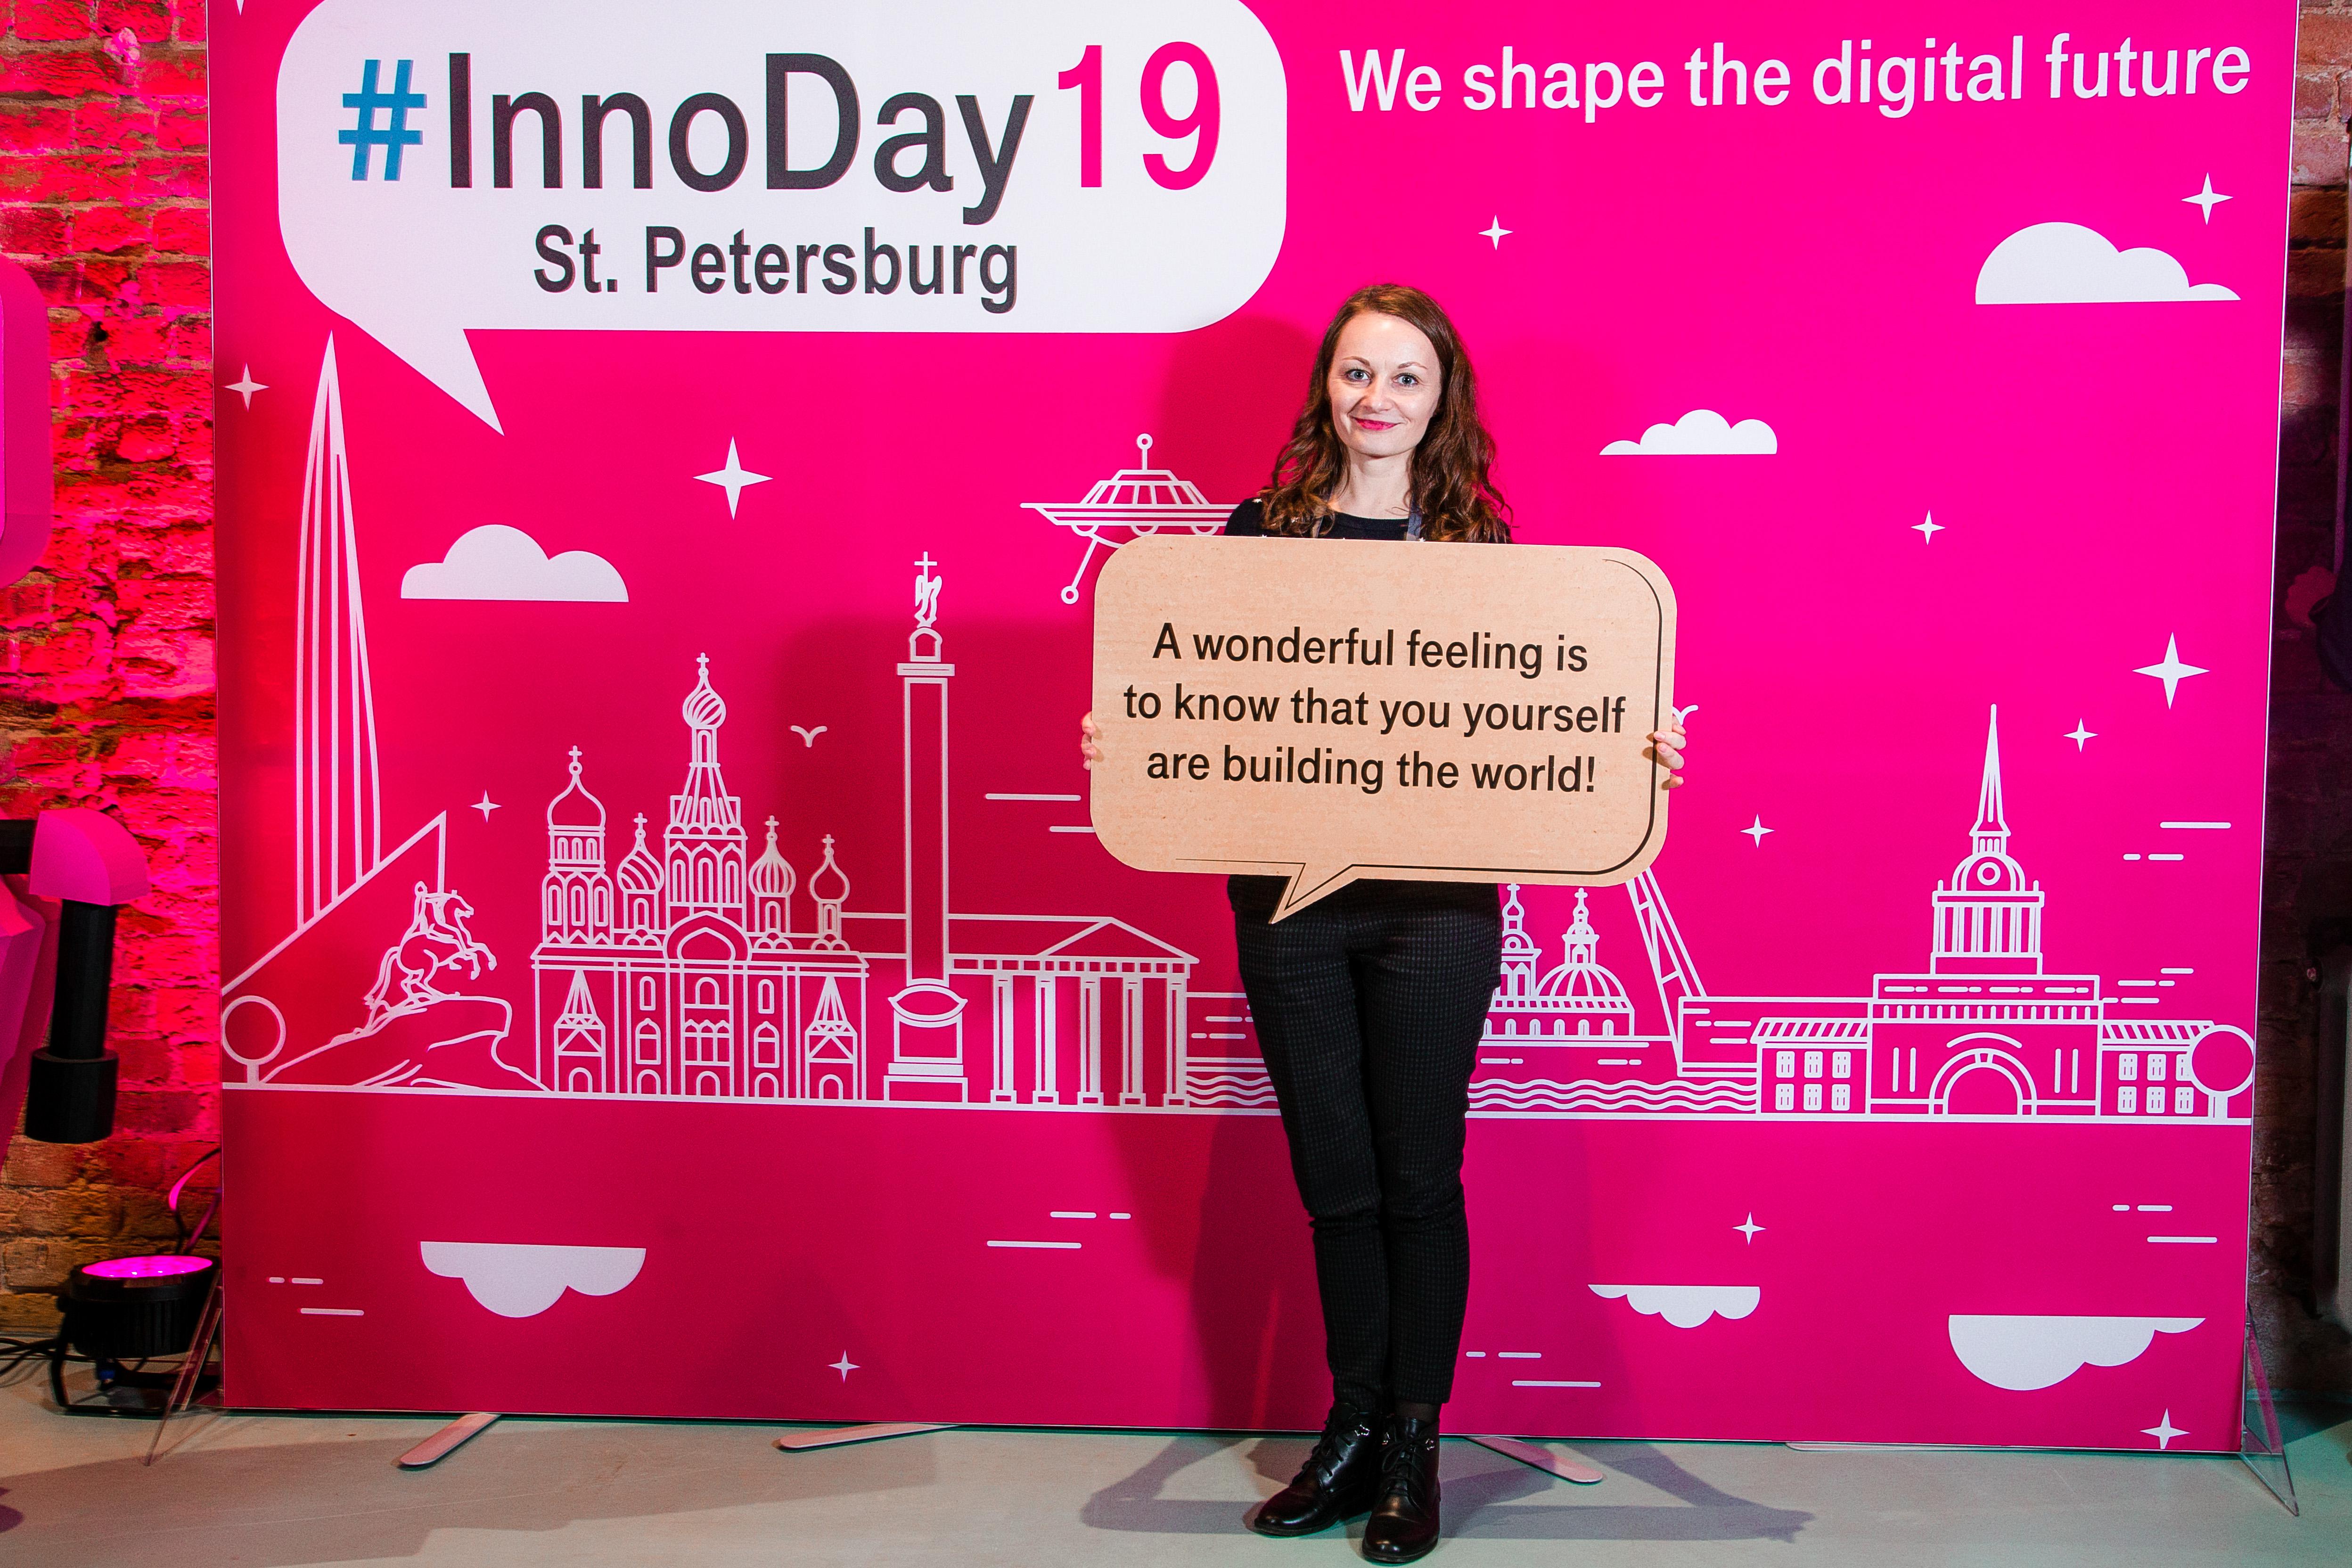 #InnoDay19
St. Petersburg
We shape the digital future
A wonderful feeling is
to know that you yourself
are building the world!